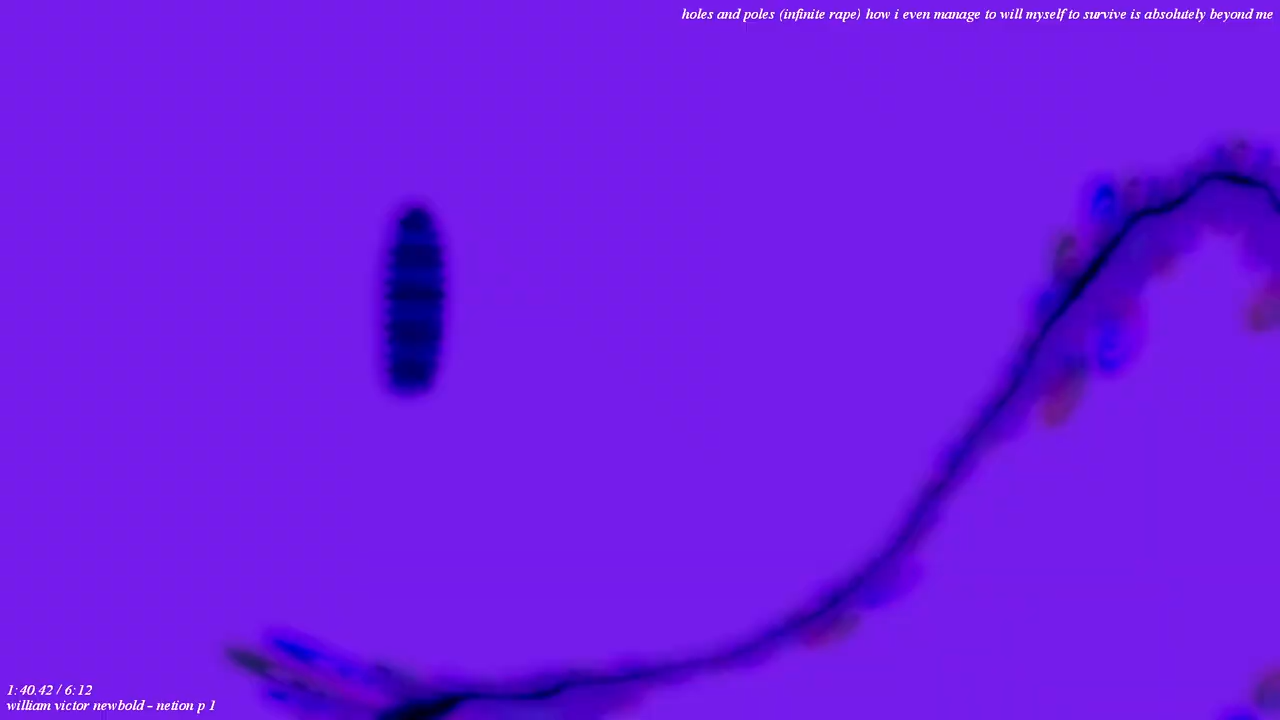 holes and poles (infinite rape) how i even manage to will myself to survive is absolutely beyond me
1:40.42 / 6:12
william victor newbold - netion p 1